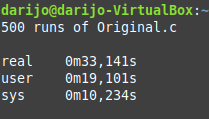 darijo@darijo-VirtualBox:~
500 runs of Original.c
real 0m33,141s
user 0m19,101s
sys 0m10,234s